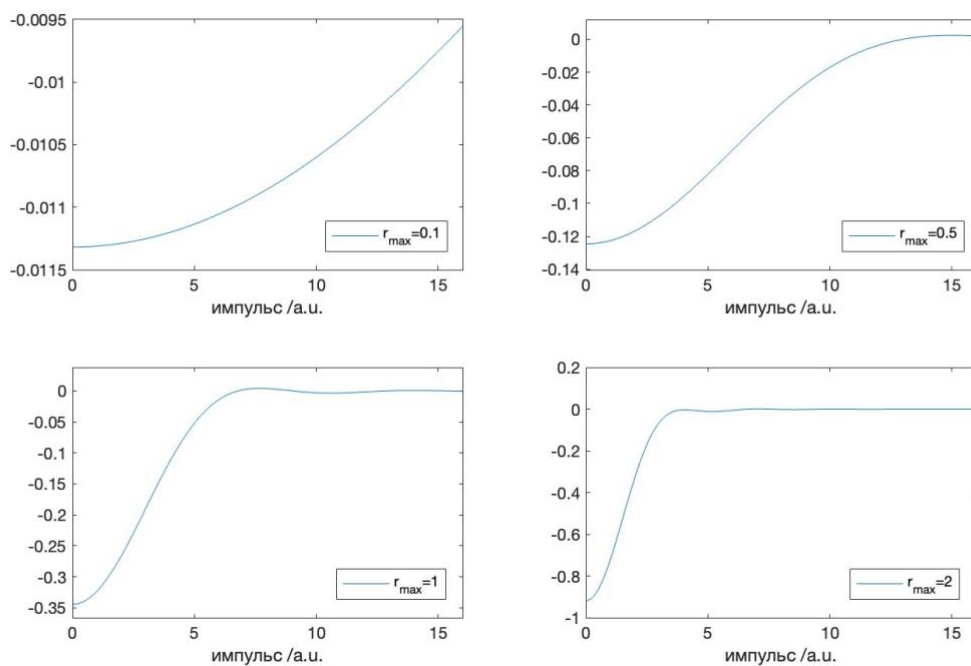 -0.0095
-0.01
-0.0105
-0.011
-0.0115
0 5 10 15
r_max=0.1
импульс /a.u.
0
-0.02
-0.04
-0.06
-0.08
-0.1
-0.12
-0.14
0 5 10 15
r_max=0.5
импульс /a.u.
0
-0.05
-0.1
-0.15
-0.2
-0.25
-0.3
-0.35
0 5 10 15
r_max=1
импульс /a.u.
0.2
0
-0.2
-0.4
-0.6
-0.8
-1
0 5 10 15
r_max=2
импульс /a.u.